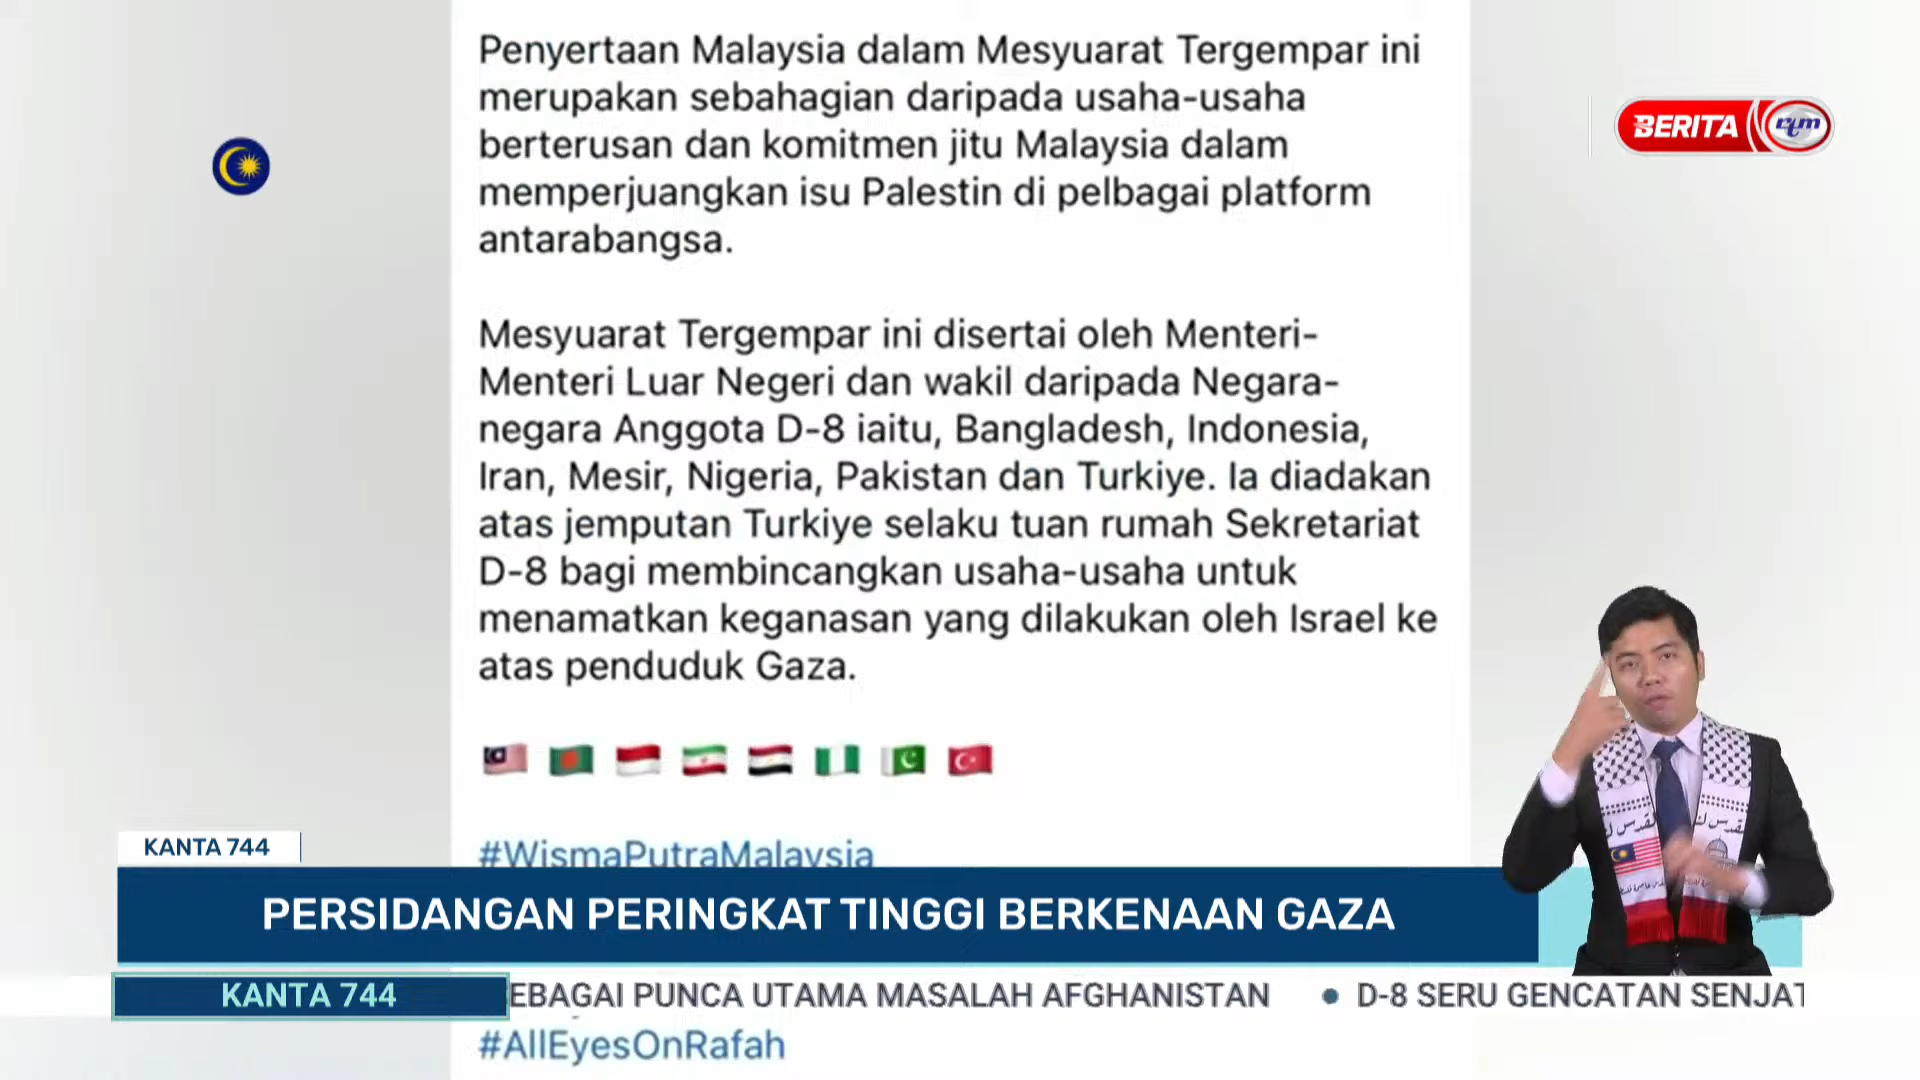 Penyertaan Malaysia dalam Mesyuarat Tergempar ini
merupakan sebahagian daripada usaha-usaha
berterusan dan komitmen jitu Malaysia dalam
memperjuangkan isu Palestin di pelbagai platform
antarabangsa.
BERITA rtm
Mesyuarat Tergempar ini disertai oleh Menteri-
Menteri Luar Negeri dan wakil daripada Negara-
negara Anggota D-8 iaitu, Bangladesh, Indonesia,
Iran, Mesir, Nigeria, Pakistan dan Turkiye. Ia diadakan
atas jemputan Turkiye selaku tuan rumah Sekretariat
D-8 bagi membincangkan usaha-usaha untuk
menamatkan keganasan yang dilakukan oleh Israel ke
atas penduduk Gaza.
#WismaPutraMalaysia
KANTA 744
PERSIDANGAN PERINGKAT TINGGI BERKENAAN GAZA
KANTA 744
EBAGAI PUNCA UTAMA MASALAH AFGHANISTAN • D-8 SERU GENCATAN SENJAT
#AllEyesOnRafah